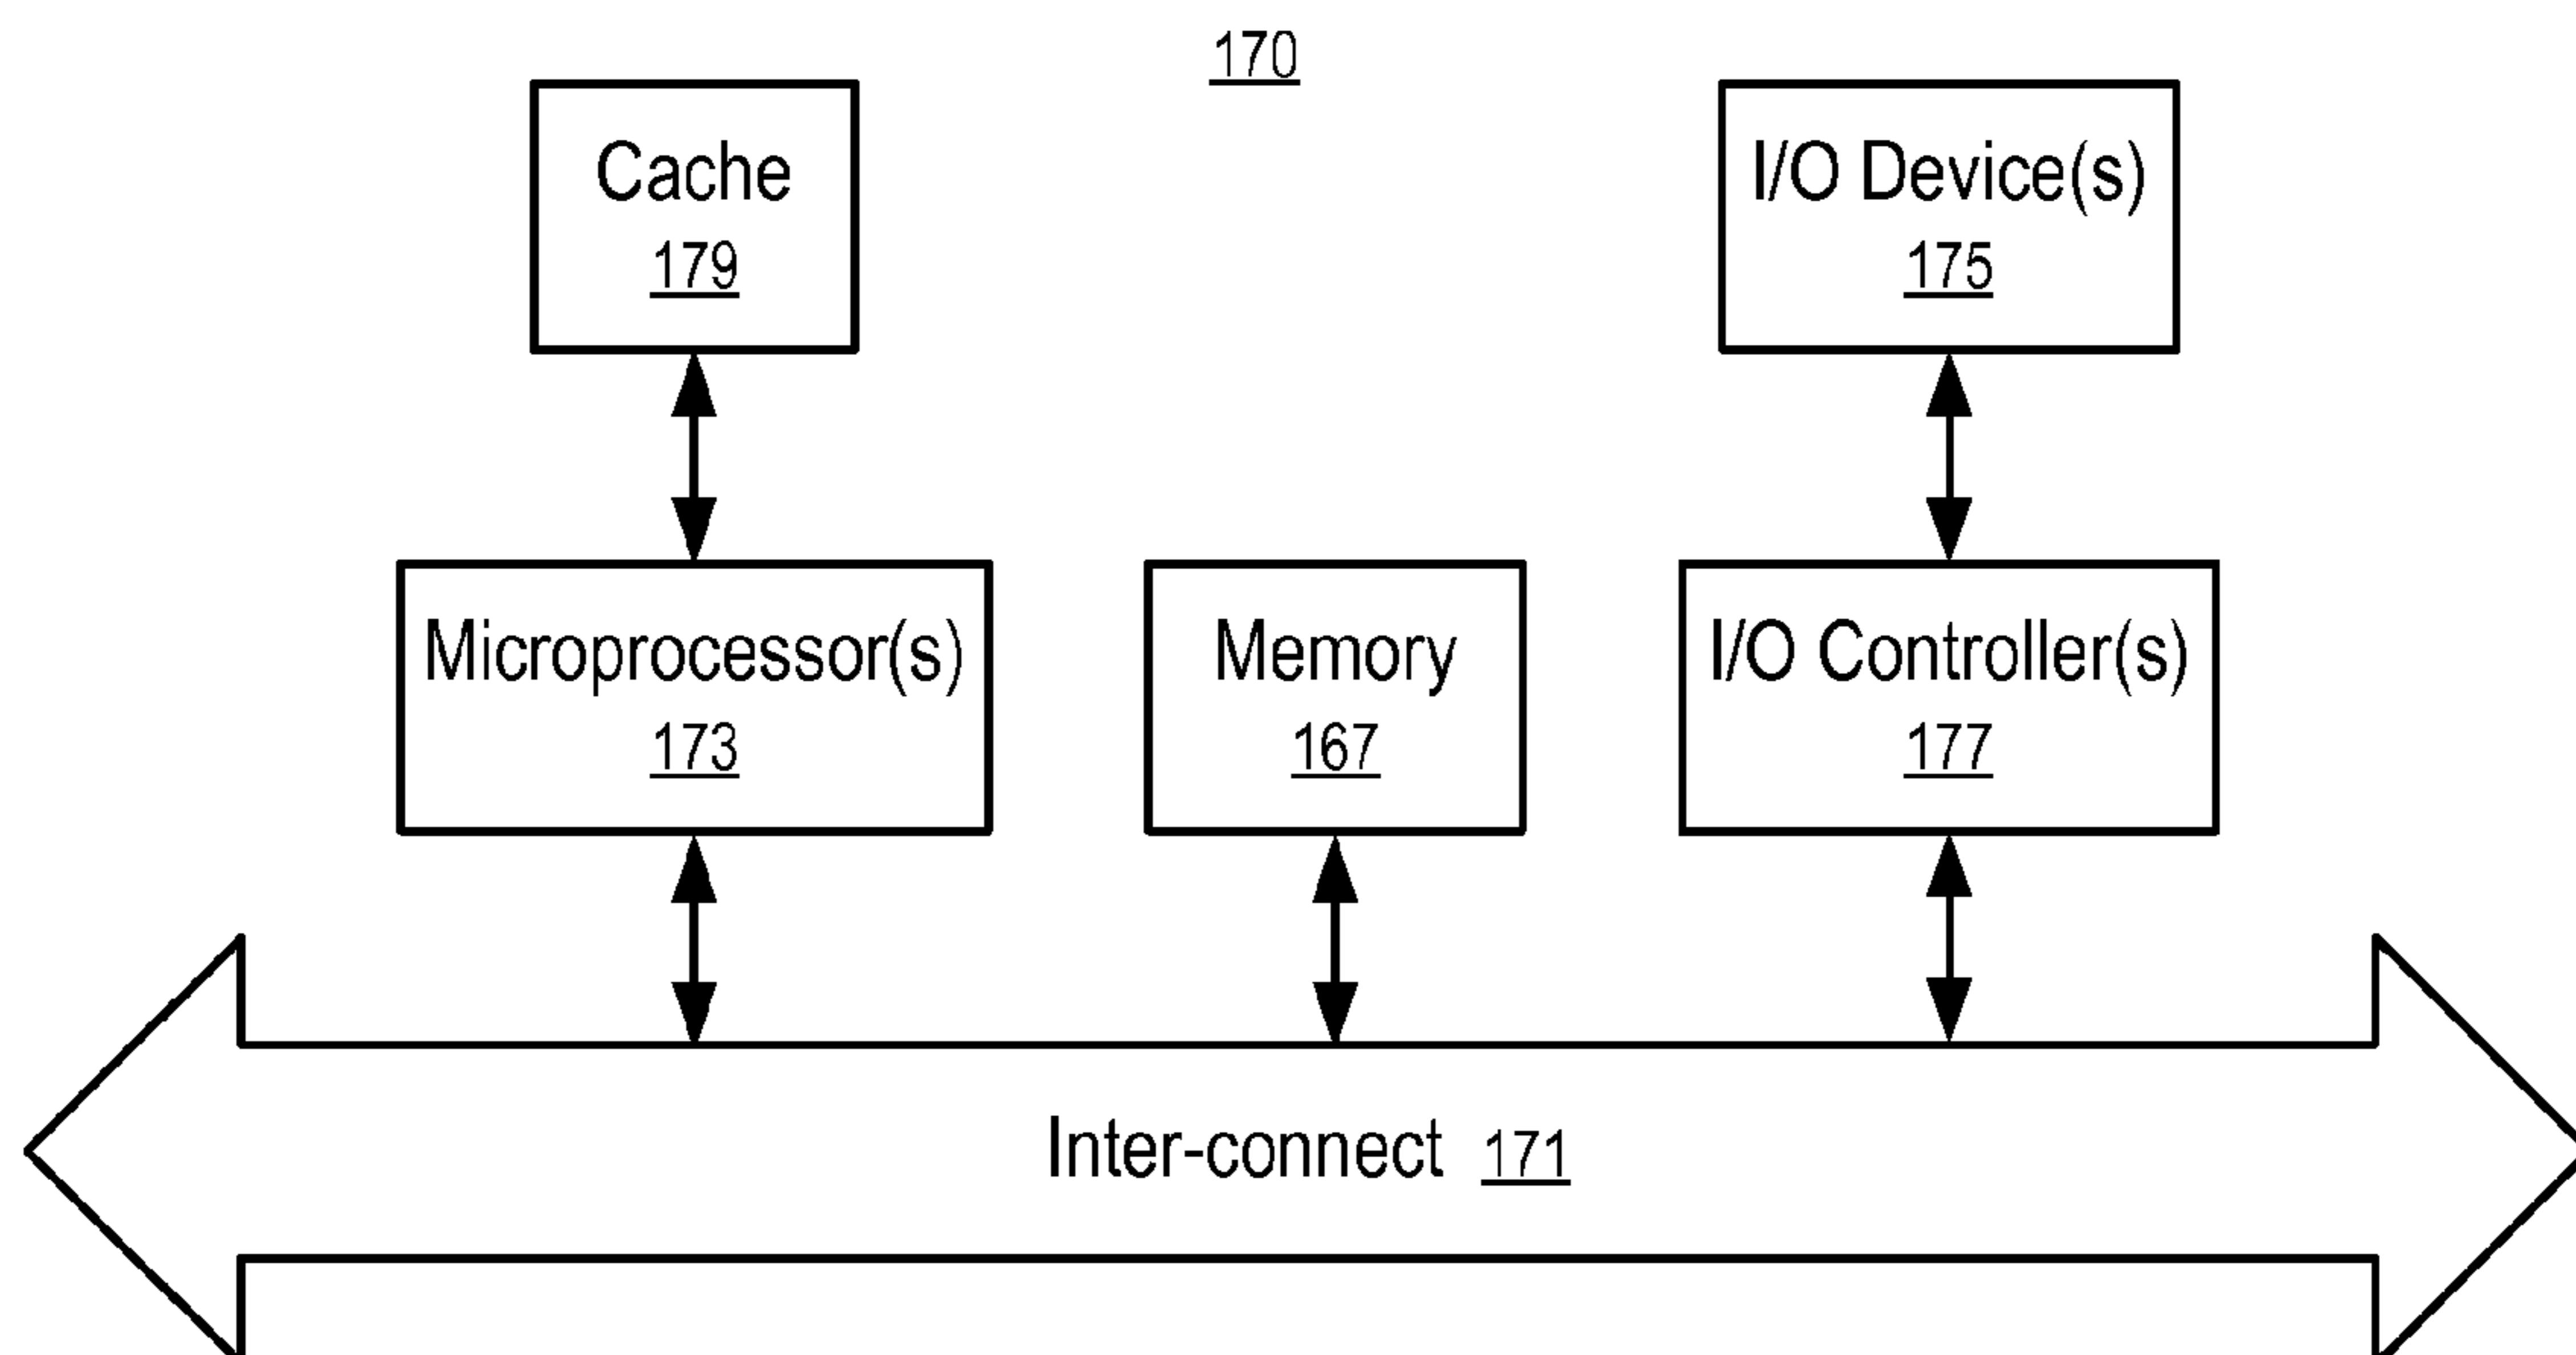 170
Cache
179
I/O Device(s)
175
Microprocessor(s)
173
Memory
167
I/O Controller(s)
177
Inter-connect 171